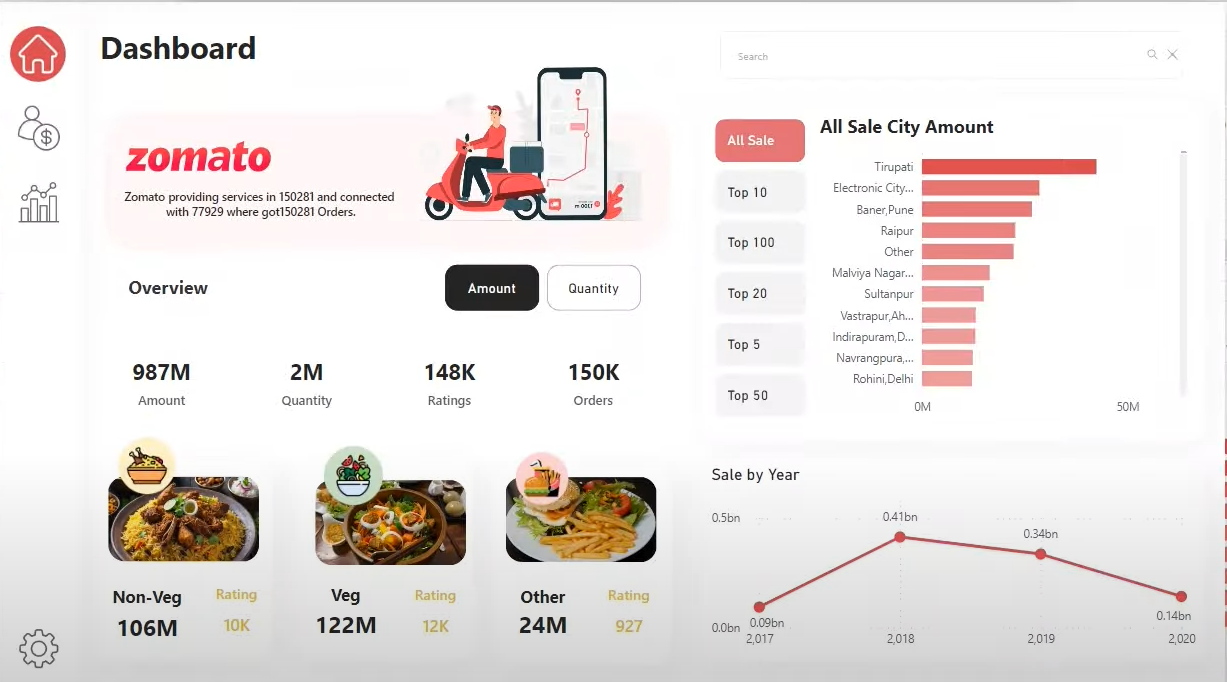 Dashboard
Search
zomato
Zomato providing services in 150281 and connected
with 77929 where got150281 Orders.
Overview
Amount
Quantity
987M
Amount
2M
Quantity
148K
Ratings
150K
Orders
Non-Veg
Rating
106M
10K
Veg
Rating
122M
12K
Other
Rating
24M
927
All Sale
Top 10
Top 100
Top 20
Top 5
Top 50
All Sale City Amount
Tirupati
Electronic City...
Baner,Pune
Raipur
Other
Malviya Nagar...
Sultanpur
Vastrapur,Ah...
Indirapuram,D...
Navrangpura,...
Rohini,Delhi
0M
50M
Sale by Year
0.5bn
0.41bn
0.34bn
0.14bn
0.0bn
0.09bn
2,017
2,018
2,019
2,020